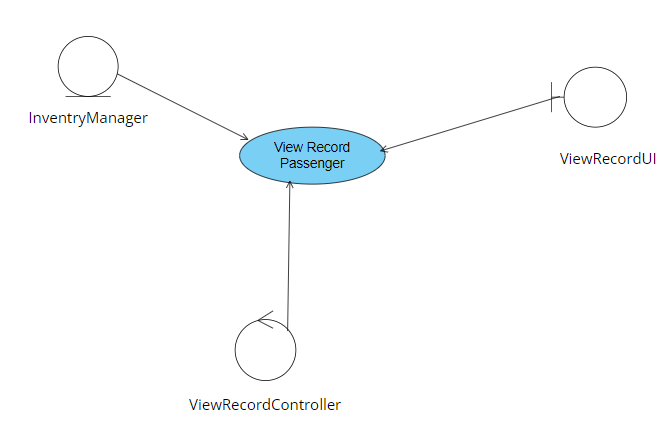 InventryManager
View Record
Passenger
ViewRecordUI
ViewRecordController